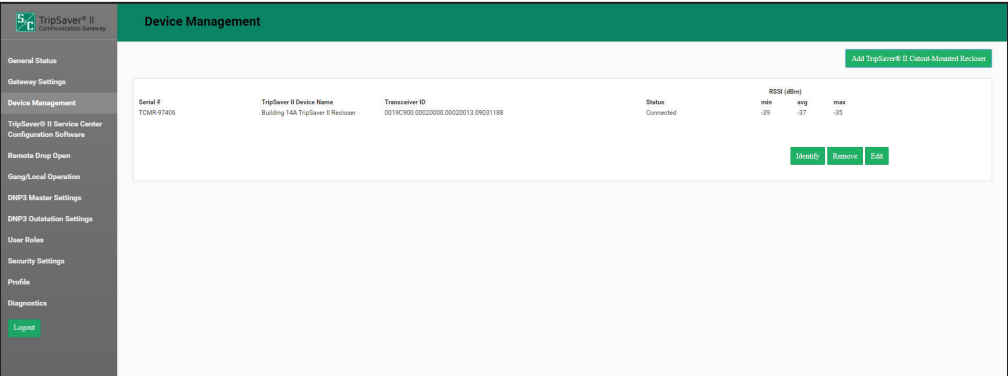 S&C TripSaver® II
Communication Gateway
Device Management
General Status
Gateway Settings
Device Management
TripSaver® II Service Center
Configuration Software
Remote Drop Open
Gang/Local Operation
DNP3 Master Settings
DNP3 Outstation Settings
User Roles
Security Settings
Profile
Diagnostics
Logout
Add TripSaver® II Cutout-Mounted Recloser
RSSI (dBm)
Serial # TripSaver II Device Name Transceiver ID Status min avg max
TCMR-97406 Building 14A TripSaver II Recloser 0019C900.00020000.00020013.09031188 Connected -39 -37 -35
Identify Remove Edit